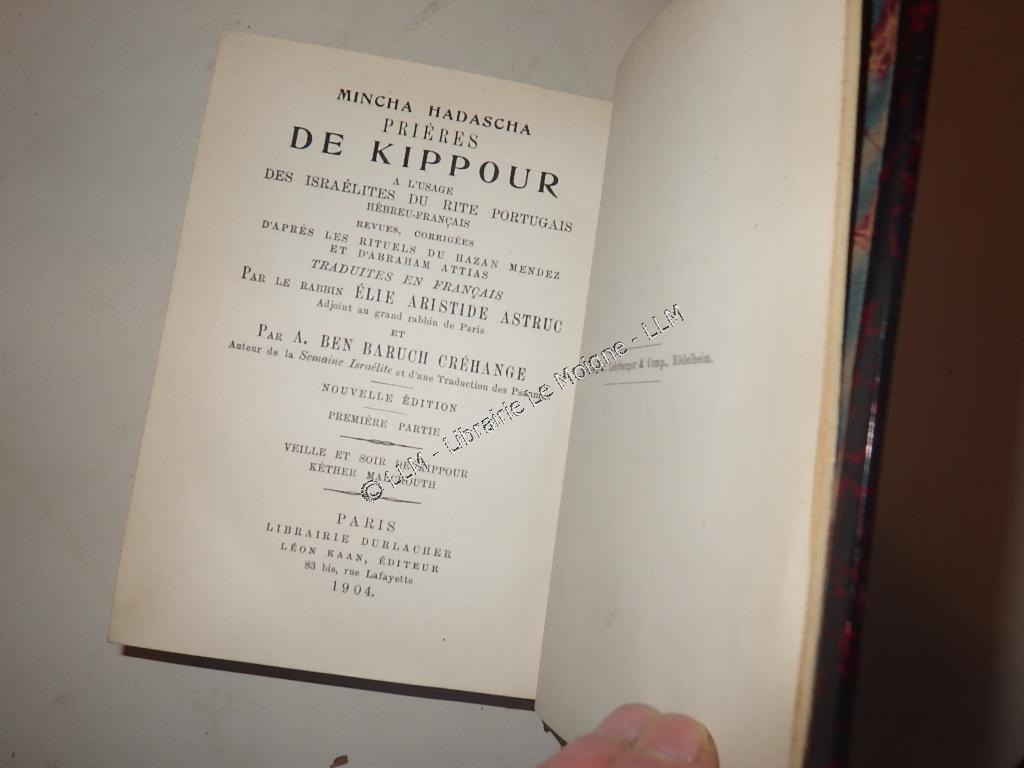 MINCHA HADASCHA
PRIÈRES
DE KIPPOUR
A L'USAGE
DES ISRAÉLITES DU RITE PORTUGAIS
HÉBREU-FRANÇAIS
REVUES, CORRIGÉES
D'APRÈS LES RITUELS DU HAZAN MENDEZ
ET D'ABRAHAM ATTIAS
TRADUITES EN FRANÇAIS
PAR LE RABBIN ÉLIE ARISTIDE ASTRUC
Adjoint au grand rabbin de Paris
ET
PAR A. BEN BARUCH CRÉHANGE
Auteur de la Semaine Israélite et d'une Traduction des
NOUVELLE ÉDITION
PREMIÈRE PARTIE
VEILLE ET SOIR DE KIPPOUR
KÉTHER
PARIS
LIBRAIRIE DURLACHER
LÉON KAAN, ÉDITEUR
83 bis, rue Lafayette
1904.
& Comp., Rödelheim.
© LLM - Librairie Le Moigne - LLM